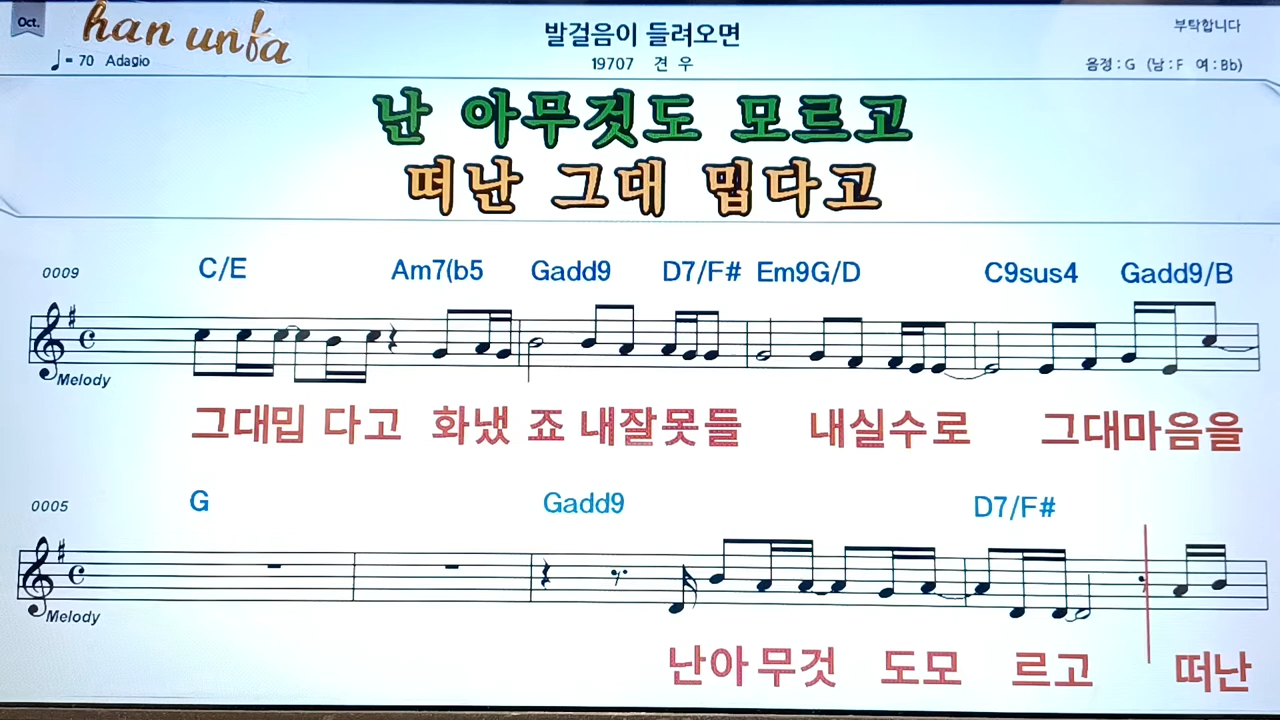 Oct.
han unfa
발걸음이 들려오면
부탁합니다
♩= 70 Adagio
19707 견 우
음정 : G (남 : F 여 : Bb)
난 아무것도 모르고
떠난 그대 밉다고
0009
C/E Am7(b5 Gadd9 D7/F# Em9G/D C9sus4 Gadd9/B
Melody
그대밉 다고 화냈 죠 내잘못들 내실수로 그대마음을
0005
G Gadd9 D7/F#
Melody
난아 무것 도모 르고 떠난